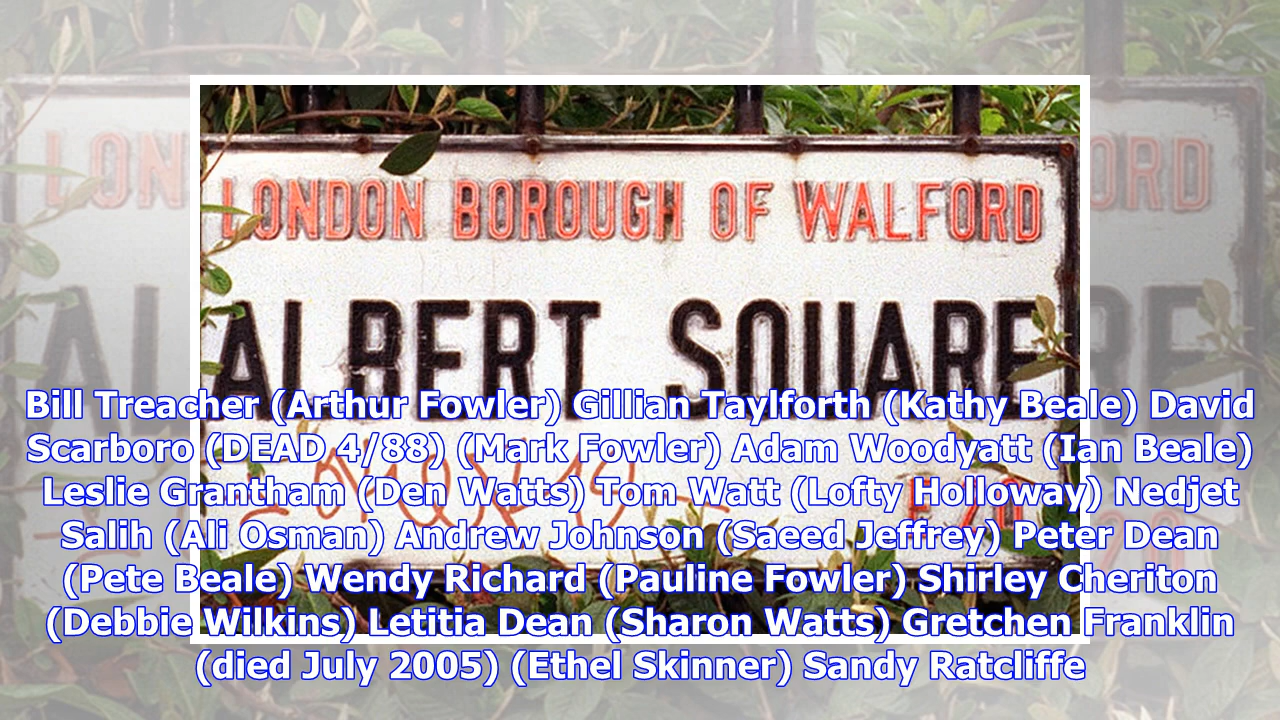 LONDON BOROUGH OF WALFORD
ALBERT SQUARE
E20
Bill Treacher (Arthur Fowler) Gillian Taylforth (Kathy Beale) David
Scarboro (DEAD 4/88) (Mark Fowler) Adam Woodyatt (Ian Beale)
Leslie Grantham (Den Watts) Tom Watt (Lofty Holloway) Nedjet
Salih (Ali Osman) Andrew Johnson (Saeed Jeffrey) Peter Dean
(Pete Beale) Wendy Richard (Pauline Fowler) Shirley Cheriton
(Debbie Wilkins) Letitia Dean (Sharon Watts) Gretchen Franklin
(died July 2005) (Ethel Skinner) Sandy Ratcliffe